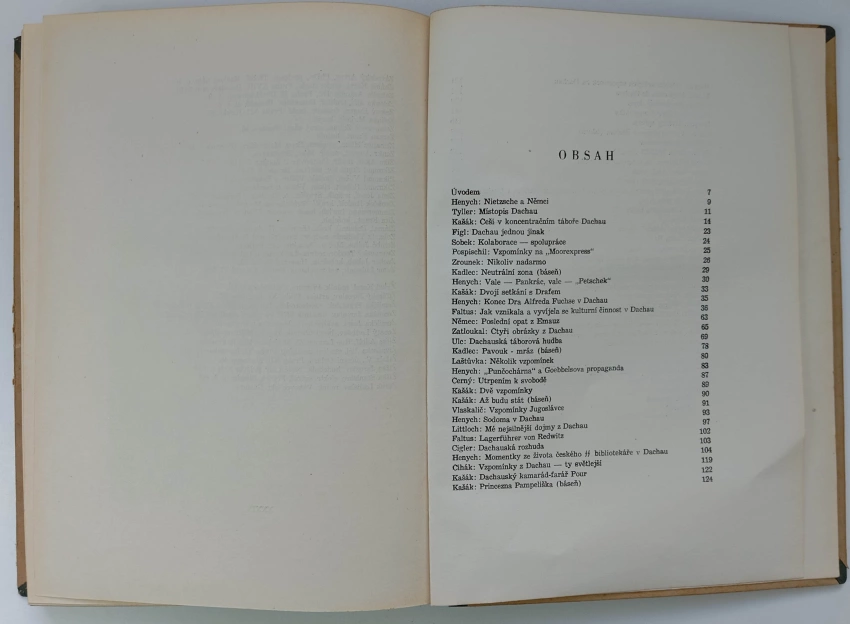 OBSAH
Úvodem 7
Henych: Nietzsche a Němci 9
Tyller: Místopis Dachau 11
Kašák: Češi v koncentračním táboře Dachau 14
Figl: Dachau jednou jinak 23
Sobek: Kolaborace — spolupráce 24
Pospischil: Vzpomínky na „Moorexpress" 25
Zrounek: Nikoliv nadarmo 26
Kadlec: Neutrální zona (báseň) 29
Henych: Vale — Pankrác, vale — „Petschek" 30
Kašák: Dvojí setkání s Drafem 33
Henych: Konec Dra Alfreda Fuchse v Dachau 35
Faltus: Jak vznikala a vyvíjela se kulturní činnost v Dachau 36
Němec: Poslední opat z Emauz 63
Zatloukal: Čtyři obrázky z Dachau 65
Ulc: Dachauská táborová hudba 69
Kadlec: Pavouk - mráz (báseň) 78
Laštůvka: Několik vzpomínek 80
Henych: „Punčochárna" a Goebbelsova propaganda 83
Černý: Utrpením k svobodě 87
Kašák: Dvě vzpomínky 89
Kašák: Až budu stát (báseň) 90
Vlaskalič: Vzpomínky Jugoslávce 91
Henych: Sodoma v Dachau 93
Littloch: Mé nejsilnější dojmy z Dachau 97
Faltus: Lagerführer von Redwitz 102
Cigler: Dachauská rozhuda 103
Henych: Momentky ze života českého ᛋᛋ bibliotekáře v Dachau 104
Cihák: Vzpomínky z Dachau — ty světlejší 119
Kašák: Dachauský kamarád-farář Pour 122
Kašák: Princezna Pampeliška (báseň) 124